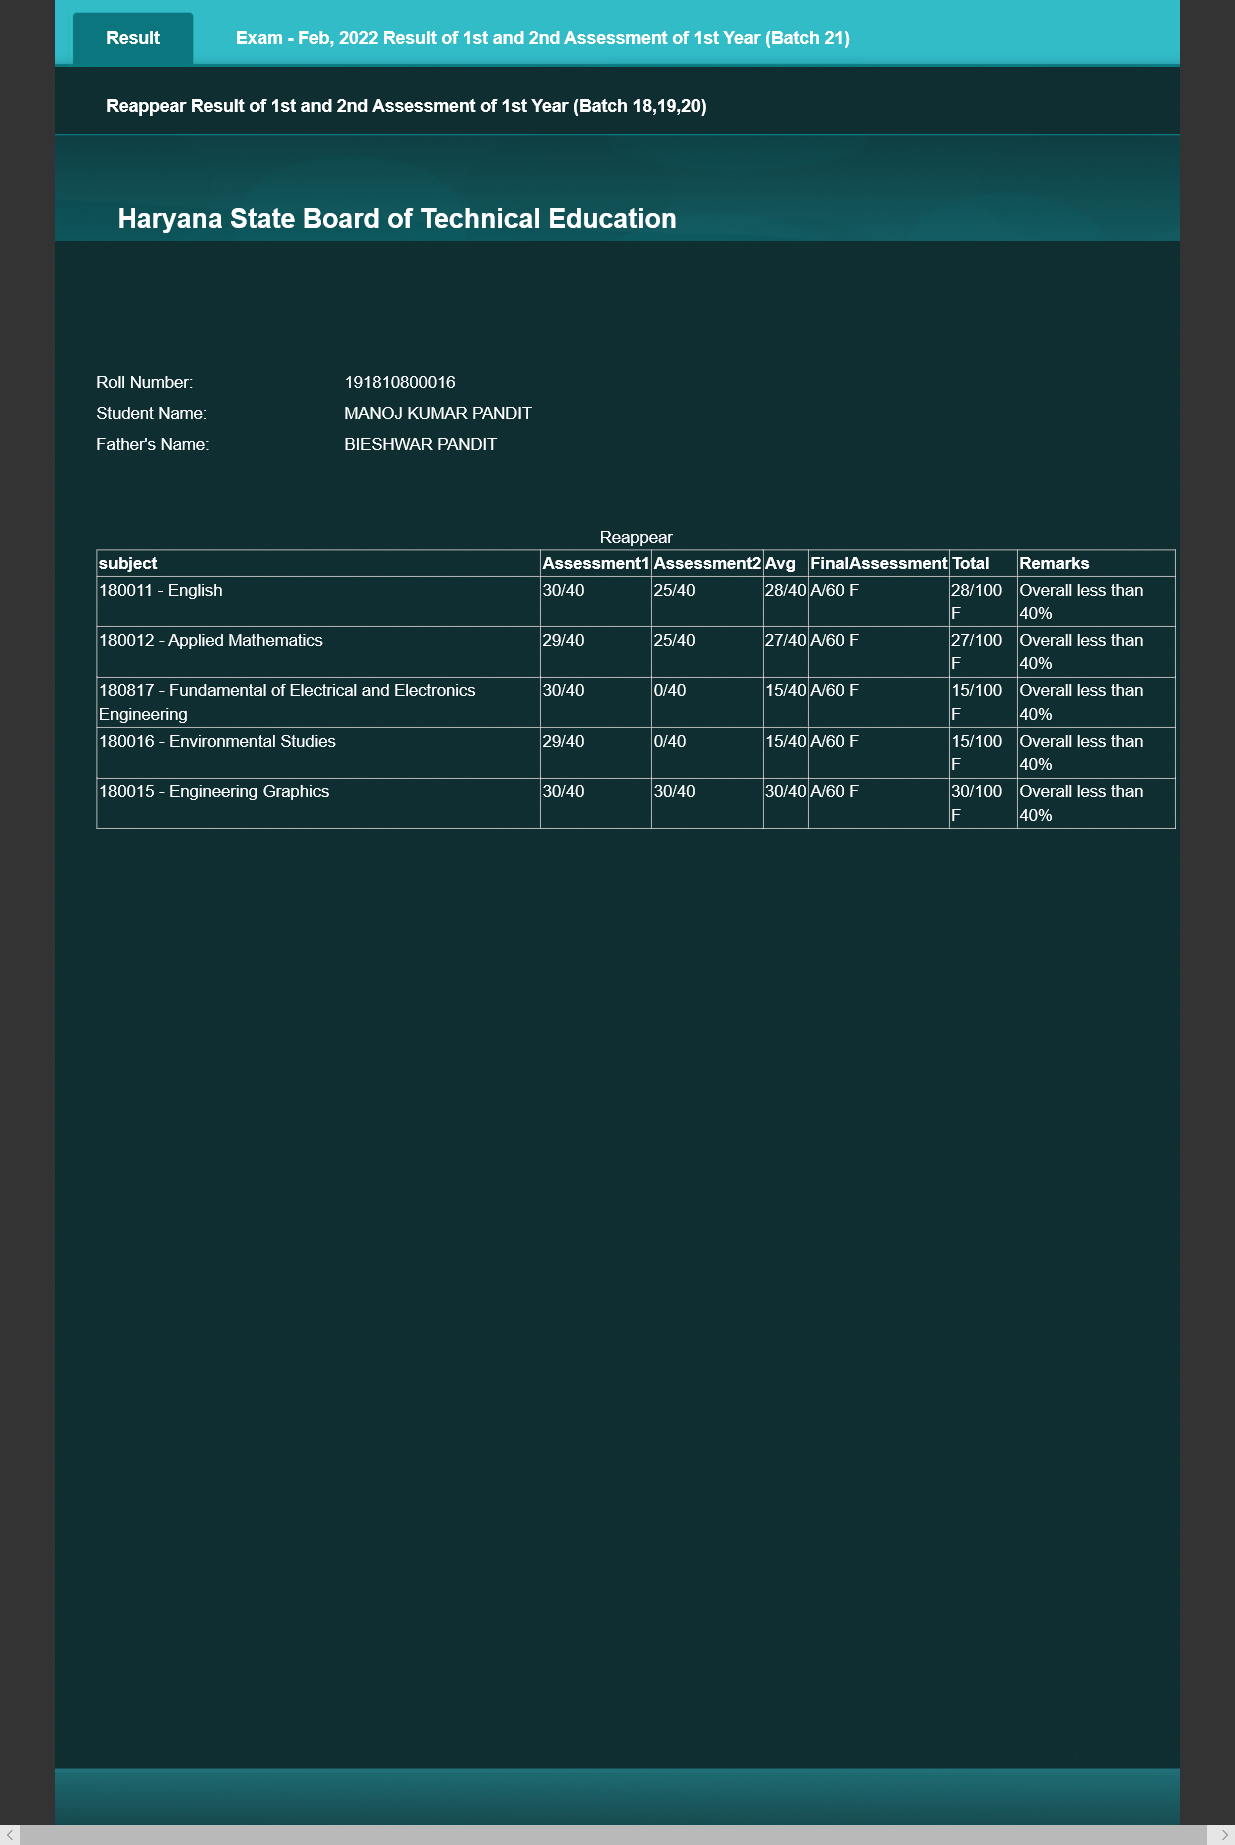 Result Exam - Feb, 2022 Result of 1st and 2nd Assessment of 1st Year (Batch 21)
Reappear Result of 1st and 2nd Assessment of 1st Year (Batch 18,19,20)
Haryana State Board of Technical Education
Roll Number: 191810800016
Student Name: MANOJ KUMAR PANDIT
Father's Name: BIESHWAR PANDIT
Reappear
subject Assessment1 Assessment2 Avg FinalAssessment Total Remarks
180011 - English 30/40 25/40 28/40 A/60 F 28/100 Overall less than
F 40%
180012 - Applied Mathematics 29/40 25/40 27/40 A/60 F 27/100 Overall less than
F 40%
180817 - Fundamental of Electrical and Electronics 30/40 0/40 15/40 A/60 F 15/100 Overall less than
Engineering F 40%
180016 - Environmental Studies 29/40 0/40 15/40 A/60 F 15/100 Overall less than
F 40%
180015 - Engineering Graphics 30/40 30/40 30/40 A/60 F 30/100 Overall less than
F 40%